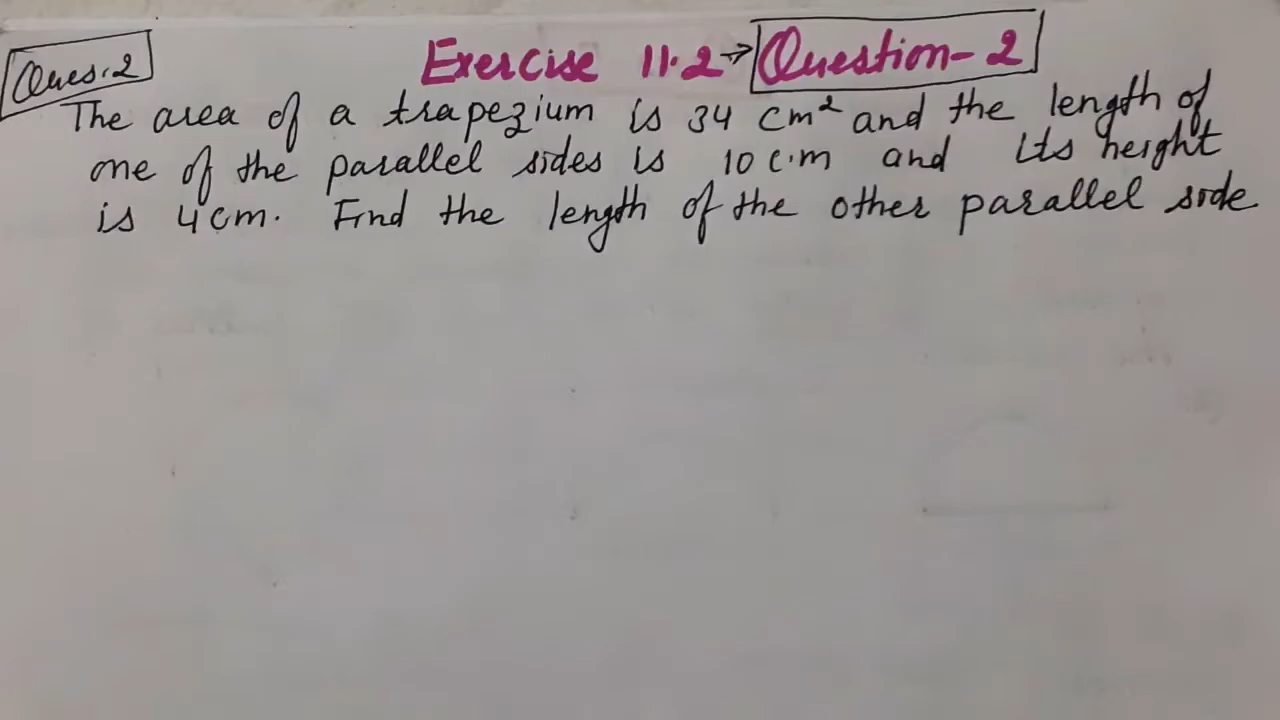 Exercise 11.2 → Question-2
Ques.2
The area of a trapezium is 34 cm² and the length of
one of the parallel sides is 10 c.m and its height
is 4 cm. Find the length of the other parallel side